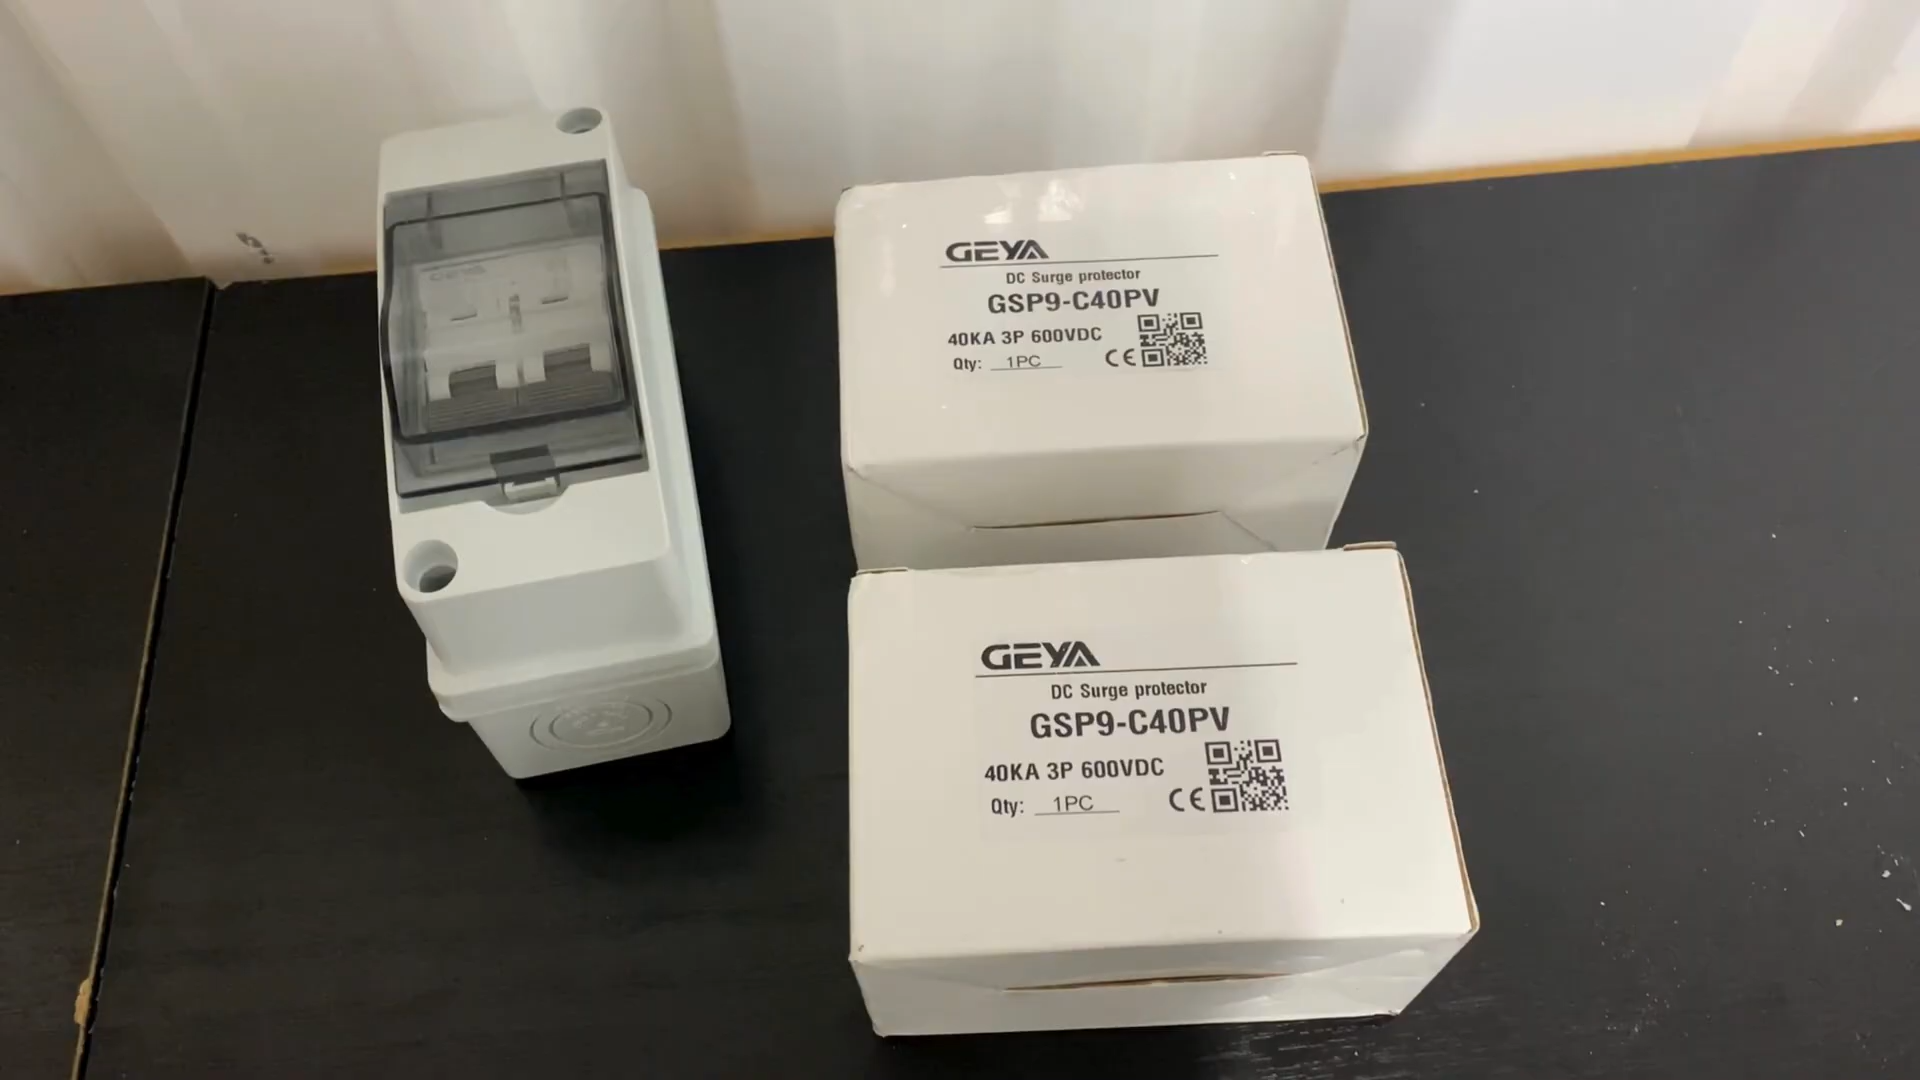 GEYA
GEYA
DC Surge protector
GSP9-C40PV
40KA 3P 600VDC
Qty: 1PC CE
GEYA
DC Surge protector
GSP9-C40PV
40KA 3P 600VDC
Qty: 1PC CE